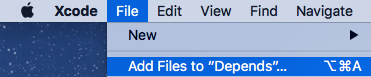 Xcode File Edit View Find Navigate
New
Add Files to “Depends”... ⌥⌘A